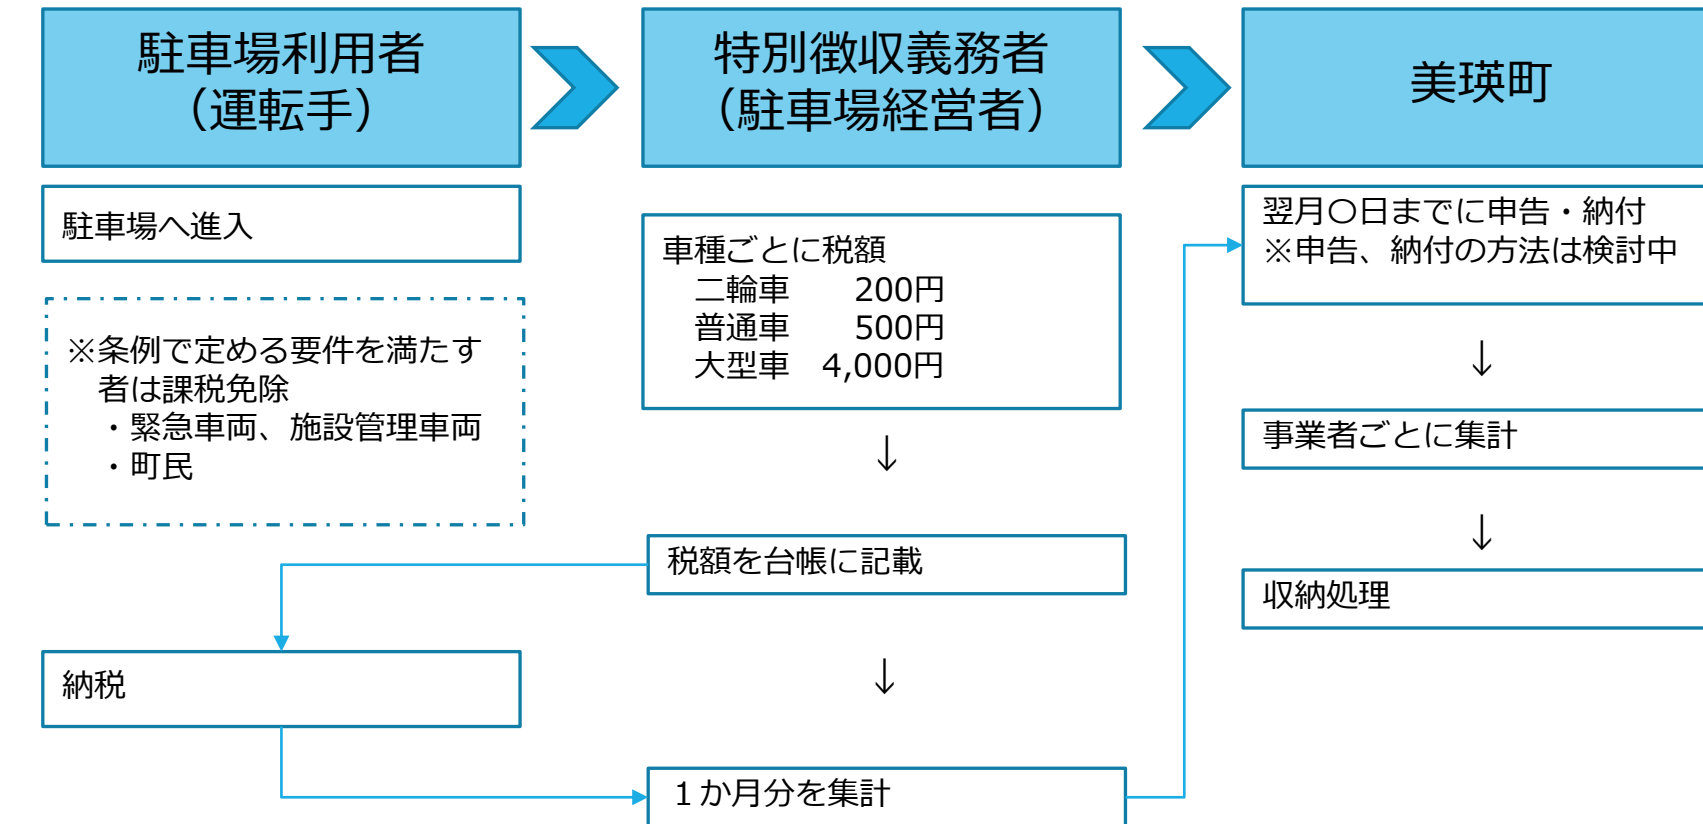 駐車場利用者
（運転手）
特別徴収義務者
（駐車場経営者）
美瑛町
駐車場へ進入
※条例で定める要件を満たす
者は課税免除
・緊急車両、施設管理車両
・町民
納税
車種ごとに税額
二輪車　　200円
普通車　　500円
大型車　4,000円
↓
税額を台帳に記載
↓
１か月分を集計
翌月〇日までに申告・納付
※申告、納付の方法は検討中
↓
事業者ごとに集計
↓
収納処理